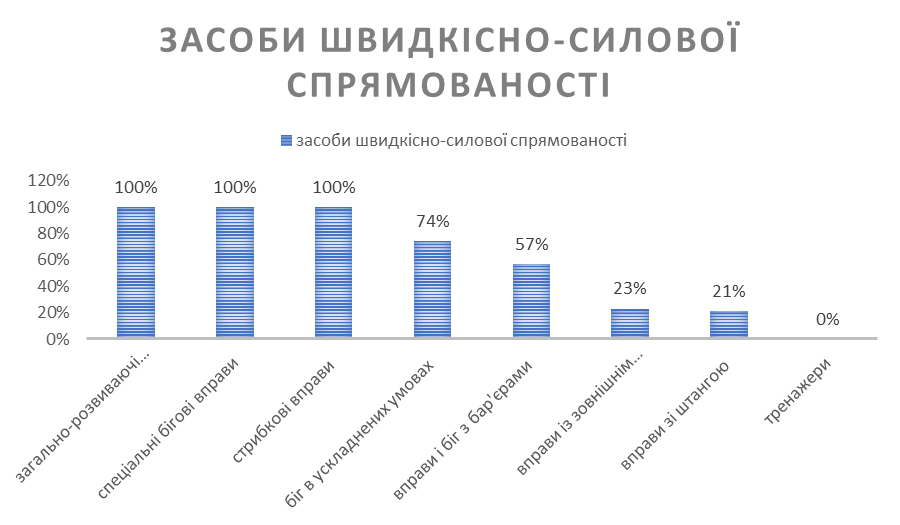 ЗАСОБИ ШВИДКІСНО-СИЛОВОЇ
СПРЯМОВАНОСТІ
засоби швидкісно-силової спрямованості
120%
100%
80%
60%
40%
20%
0%
100%
100%
100%
74%
57%
23%
21%
0%
загально-розвиваючі...
спеціальні бігові вправи
стрибкові вправи
біг в ускладнених умовах
вправи і біг з бар'єрами
вправи із зовнішнім...
вправи зі штангою
тренажери